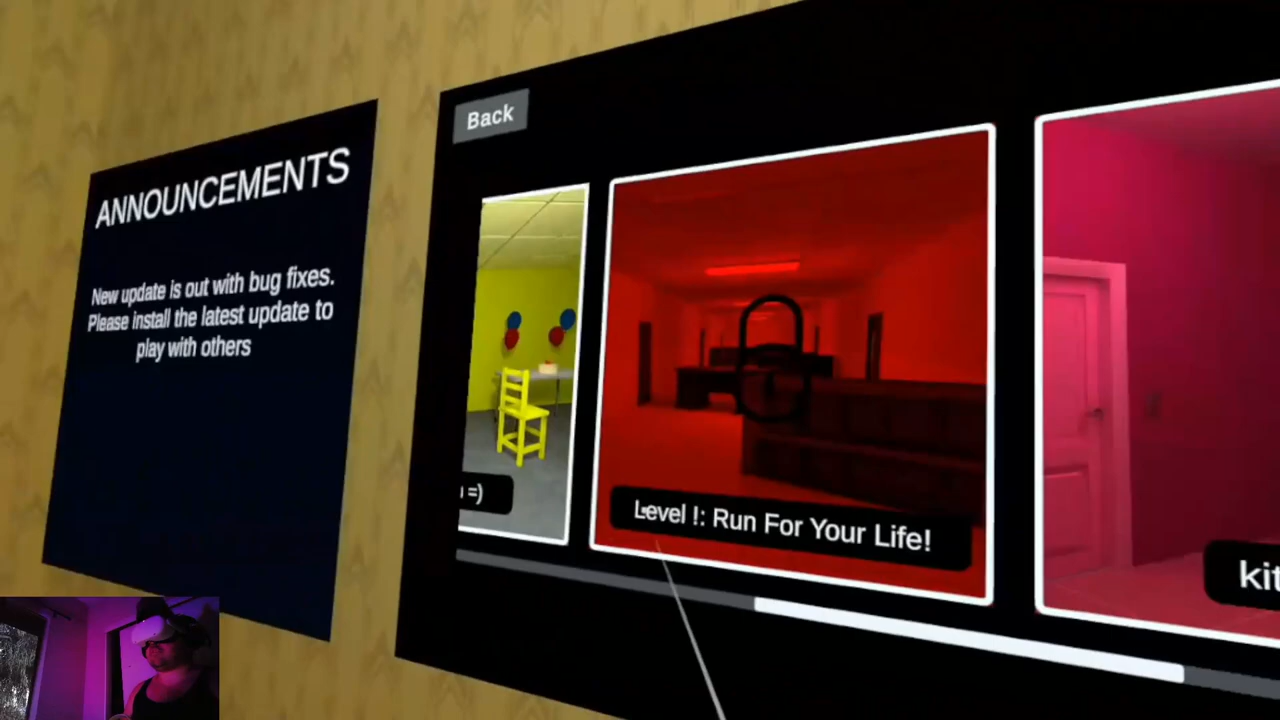 ANNOUNCEMENTS
New update is out with bug fixes.
Please install the latest update to
play with others
Back
=)
Level !: Run For Your Life!
kit